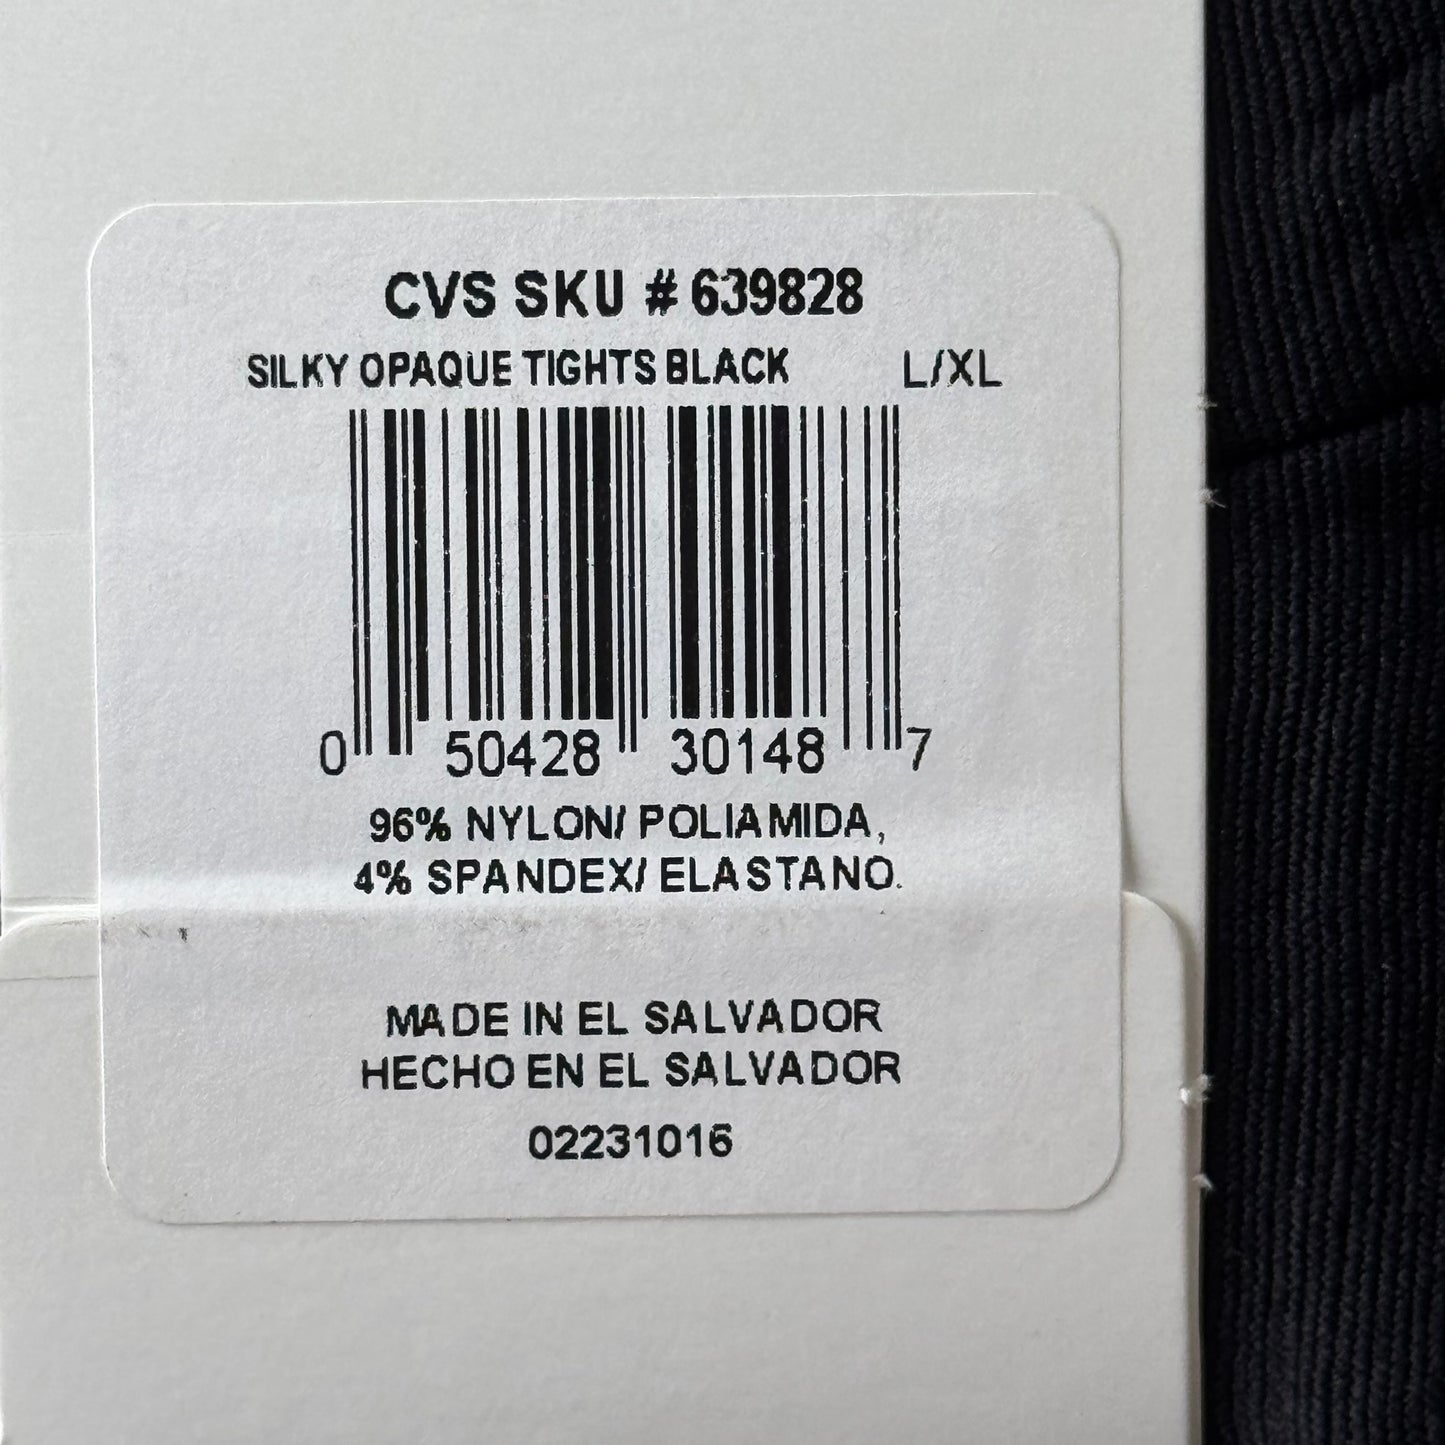 CVS SKU # 639828
SILKY OPAQUE TIGHTS BLACK L/XL
0 50428 30148 7
96% NYLON/ POLIAMIDA,
4% SPANDEX/ ELASTANO.
MADE IN EL SALVADOR
HECHO EN EL SALVADOR
02231016